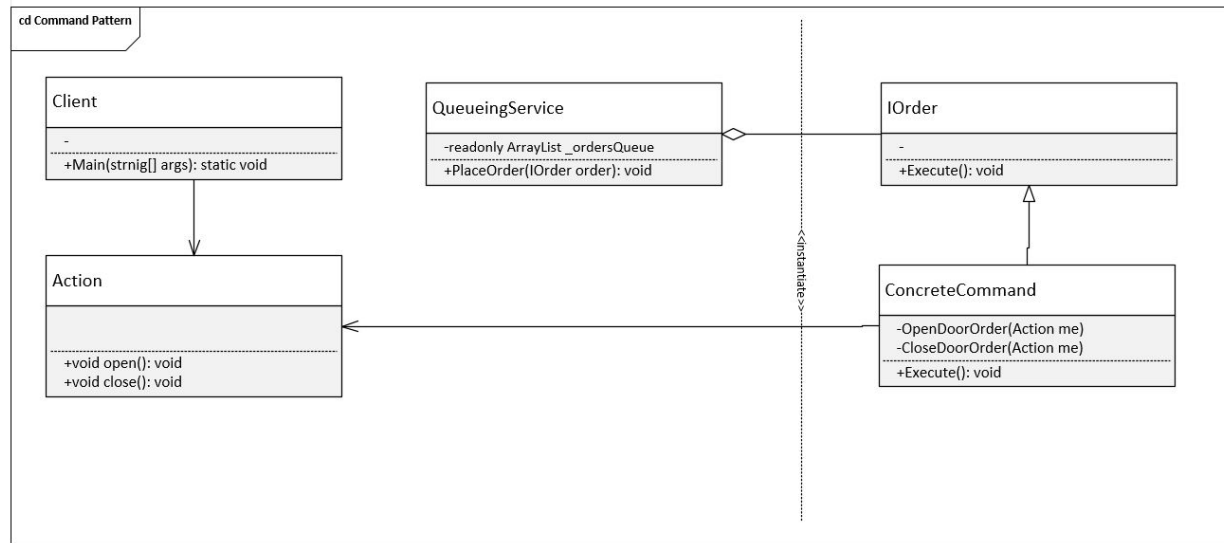 cd Command Pattern
Client
-
+Main(strnig[] args): static void
QueueingService
-readonly ArrayList _ordersQueue
+PlaceOrder(IOrder order): void
IOrder
-
+Execute(): void
Action
+void open(): void
+void close(): void
<<instantiate>>
ConcreteCommand
-OpenDoorOrder(Action me)
-CloseDoorOrder(Action me)
+Execute(): void